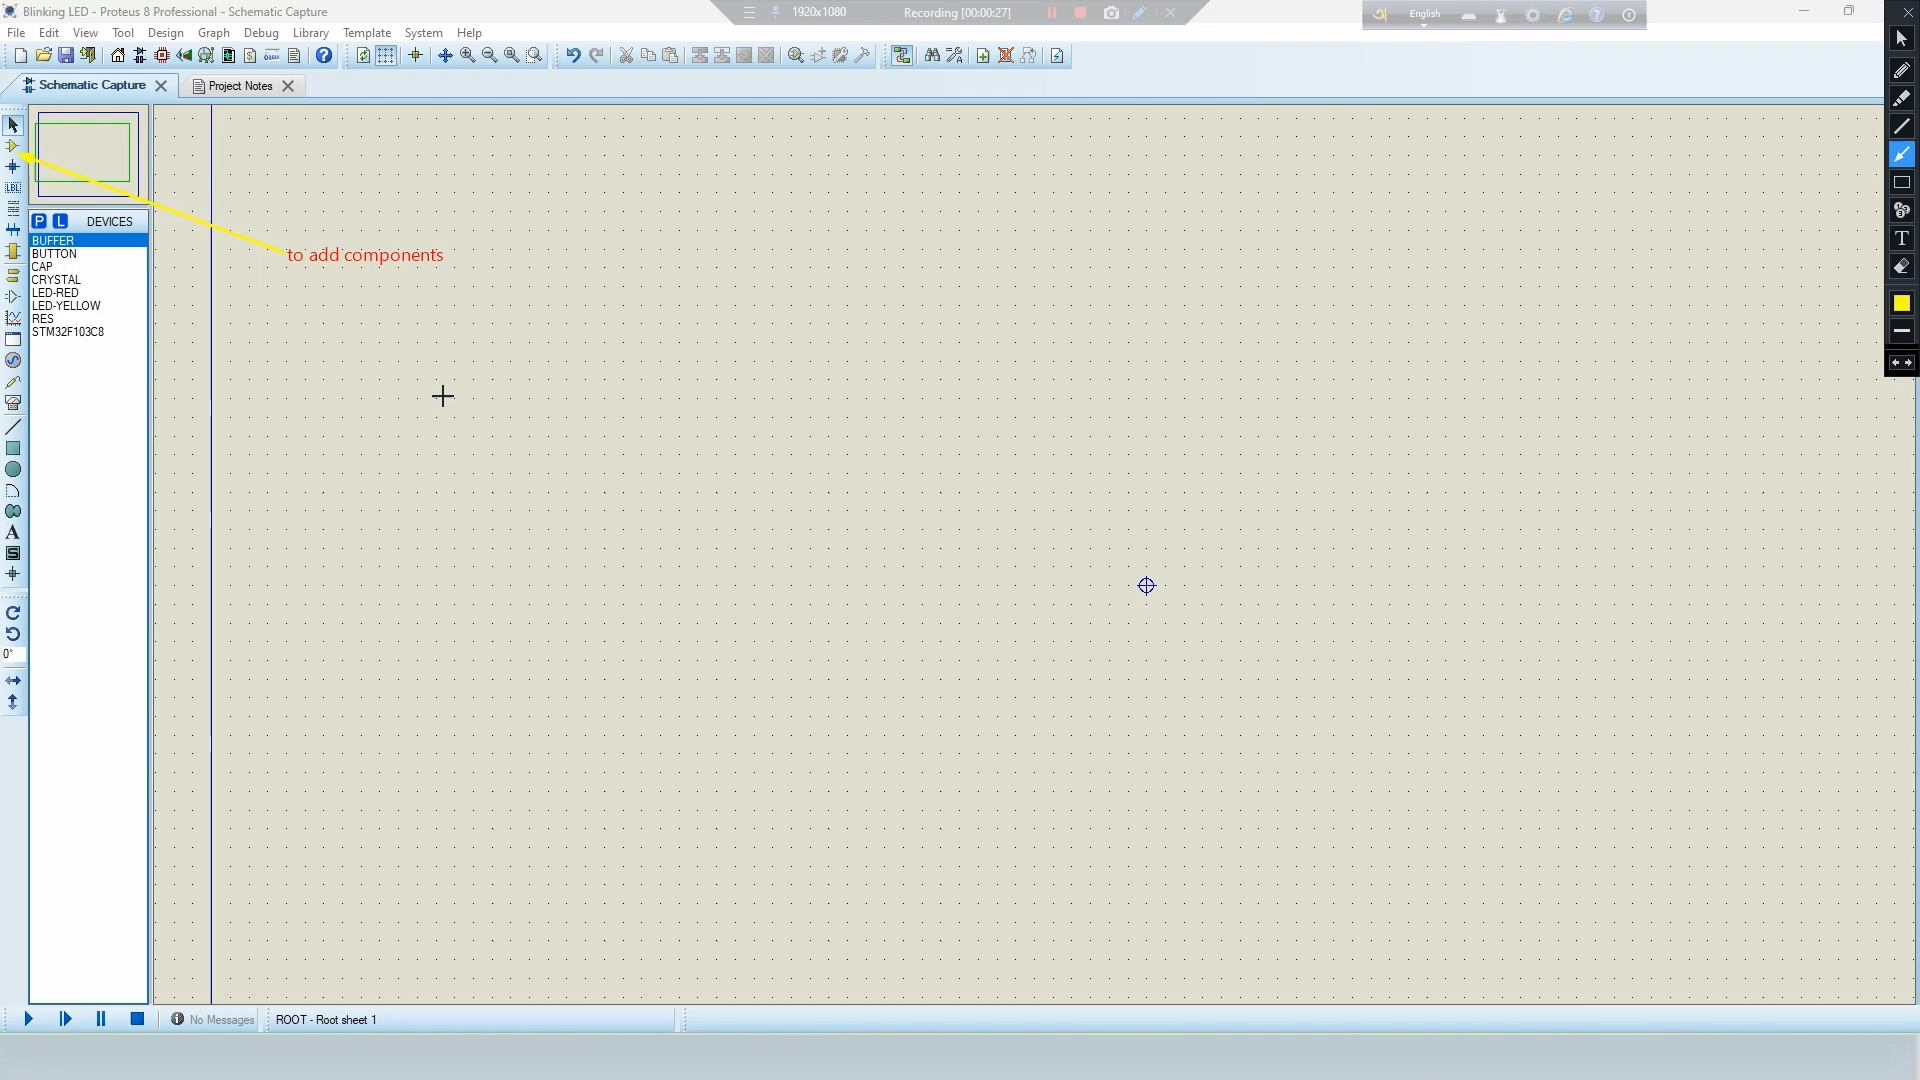 Blinking LED - Proteus 8 Professional - Schematic Capture
1920x1080
Recording [00:00:27]
English
File Edit View Tool Design Graph Debug Library Template System Help
Schematic Capture
Project Notes
LBL
P L DEVICES
BUFFER
BUTTON
CAP
CRYSTAL
LED-RED
LED-YELLOW
RES
STM32F103C8
to add components
A
S
0°
T
No Messages
ROOT - Root sheet 1